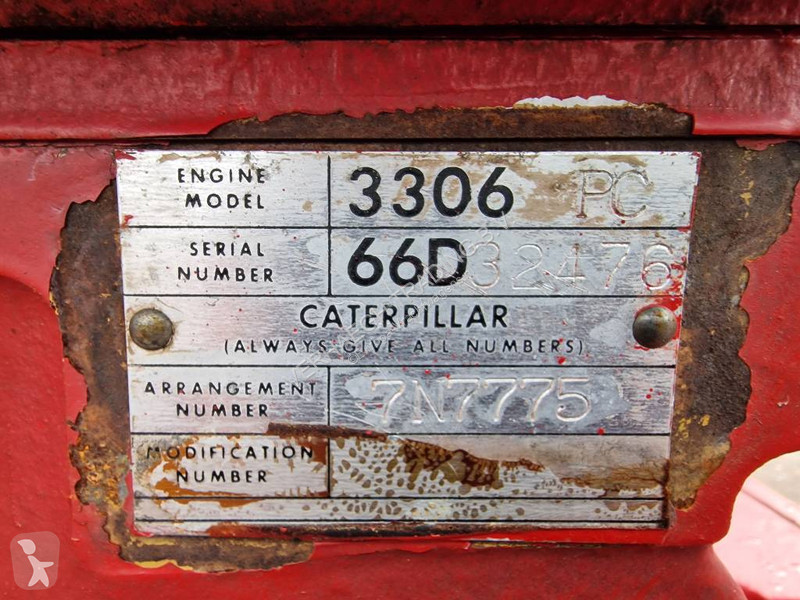 ENGINE MODEL 3306 PC
SERIAL NUMBER 66D32476
CATERPILLAR
(ALWAYS GIVE ALL NUMBERS)
ARRANGEMENT NUMBER 7N7775
MODIFICATION NUMBER